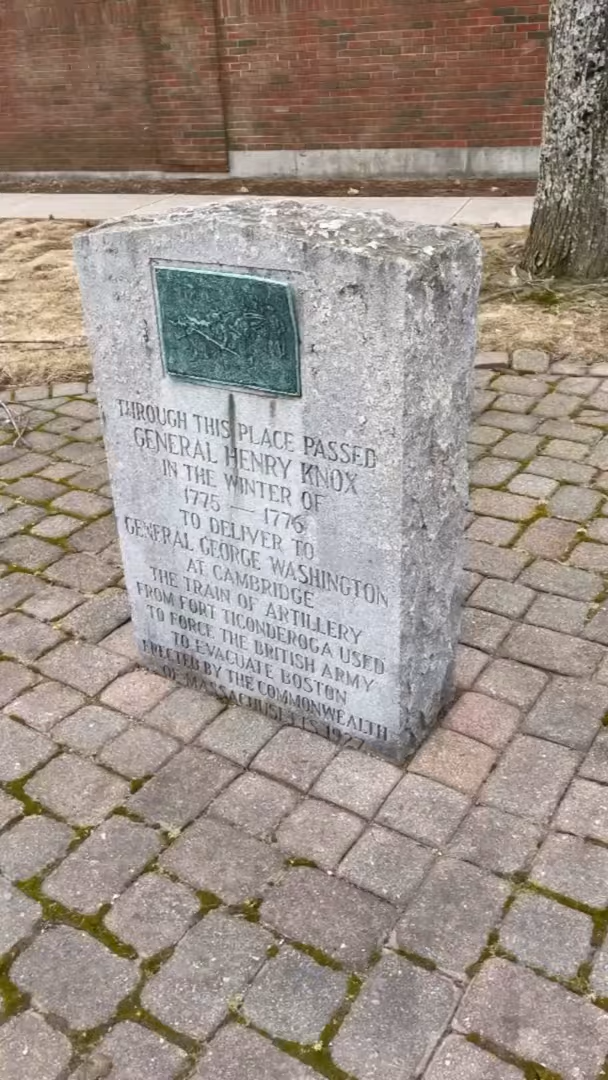 THROUGH THIS PLACE PASSED
GENERAL HENRY KNOX
IN THE WINTER OF
1775 — 1776
TO DELIVER TO
GENERAL GEORGE WASHINGTON
AT CAMBRIDGE
THE TRAIN OF ARTILLERY
FROM FORT TICONDEROGA USED
TO FORCE THE BRITISH ARMY
TO EVACUATE BOSTON
ERECTED BY THE COMMONWEALTH
OF MASSACHUSETTS 1927